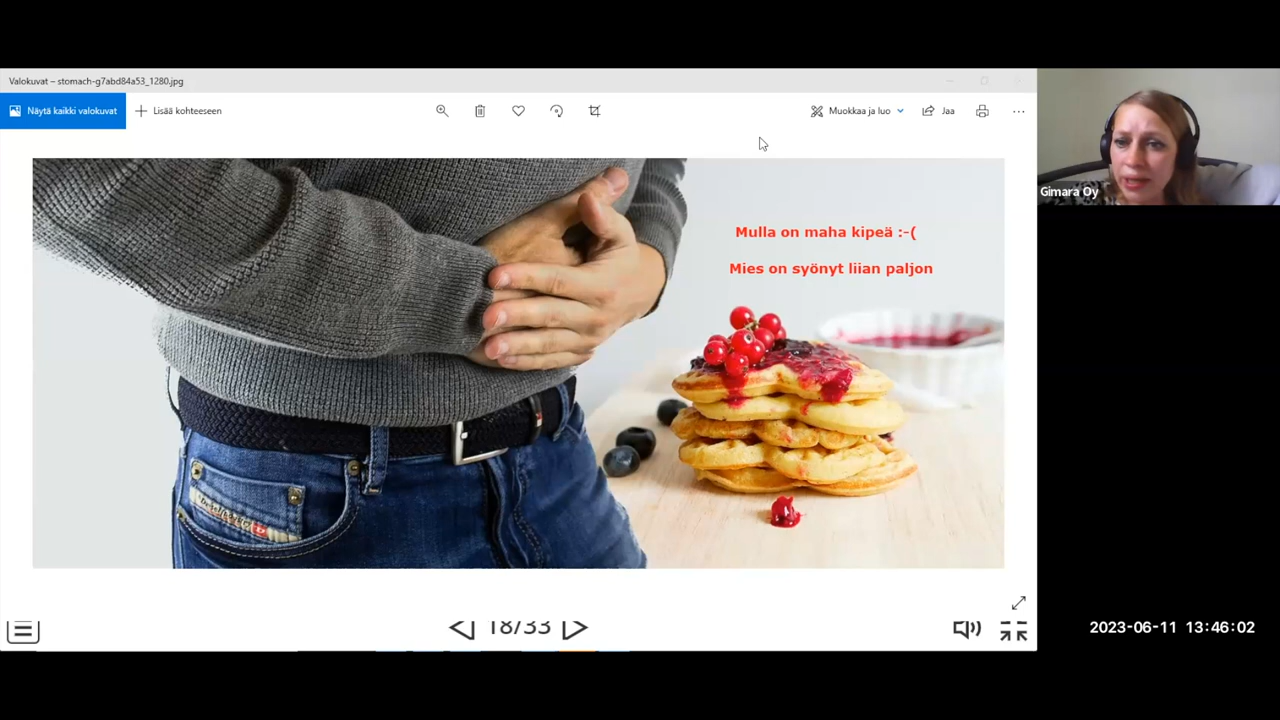 Valokuvat – stomach-g7abd84a53_1280.jpg
Näytä kaikki valokuvat
Lisää kohteeseen
Muokkaa ja luo
Jaa
Gimara Oy
Mulla on maha kipeä :-(
Mies on syönyt liian paljon
18/33
2023-06-11 13:46:02